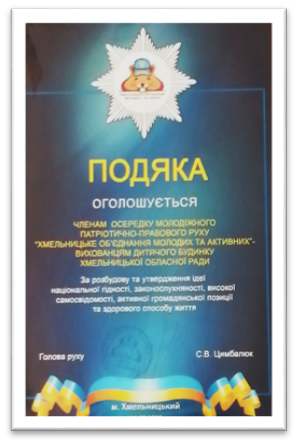 ПОДЯКА
ОГОЛОШУЄТЬСЯ
ЧЛЕНАМ ОСЕРЕДКУ МОЛОДІЖНОГО
ПАТРІОТИЧНО-ПРАВОВОГО РУХУ
"ХМЕЛЬНИЦЬКЕ ОБ'ЄДНАННЯ МОЛОДИХ ТА АКТИВНИХ"-
ВИХОВАНЦЯМ ДИТЯЧОГО БУДИНКУ
ХМЕЛЬНИЦЬКОЇ ОБЛАСНОЇ РАДИ
За розбудову та утвердження ідеї
національної гідності, законослухняності, високої
самосвідомості, активної громадянської позиції
та здорового способу життя
Голова руху С.В. Цимбалюк
м. Хмельницький